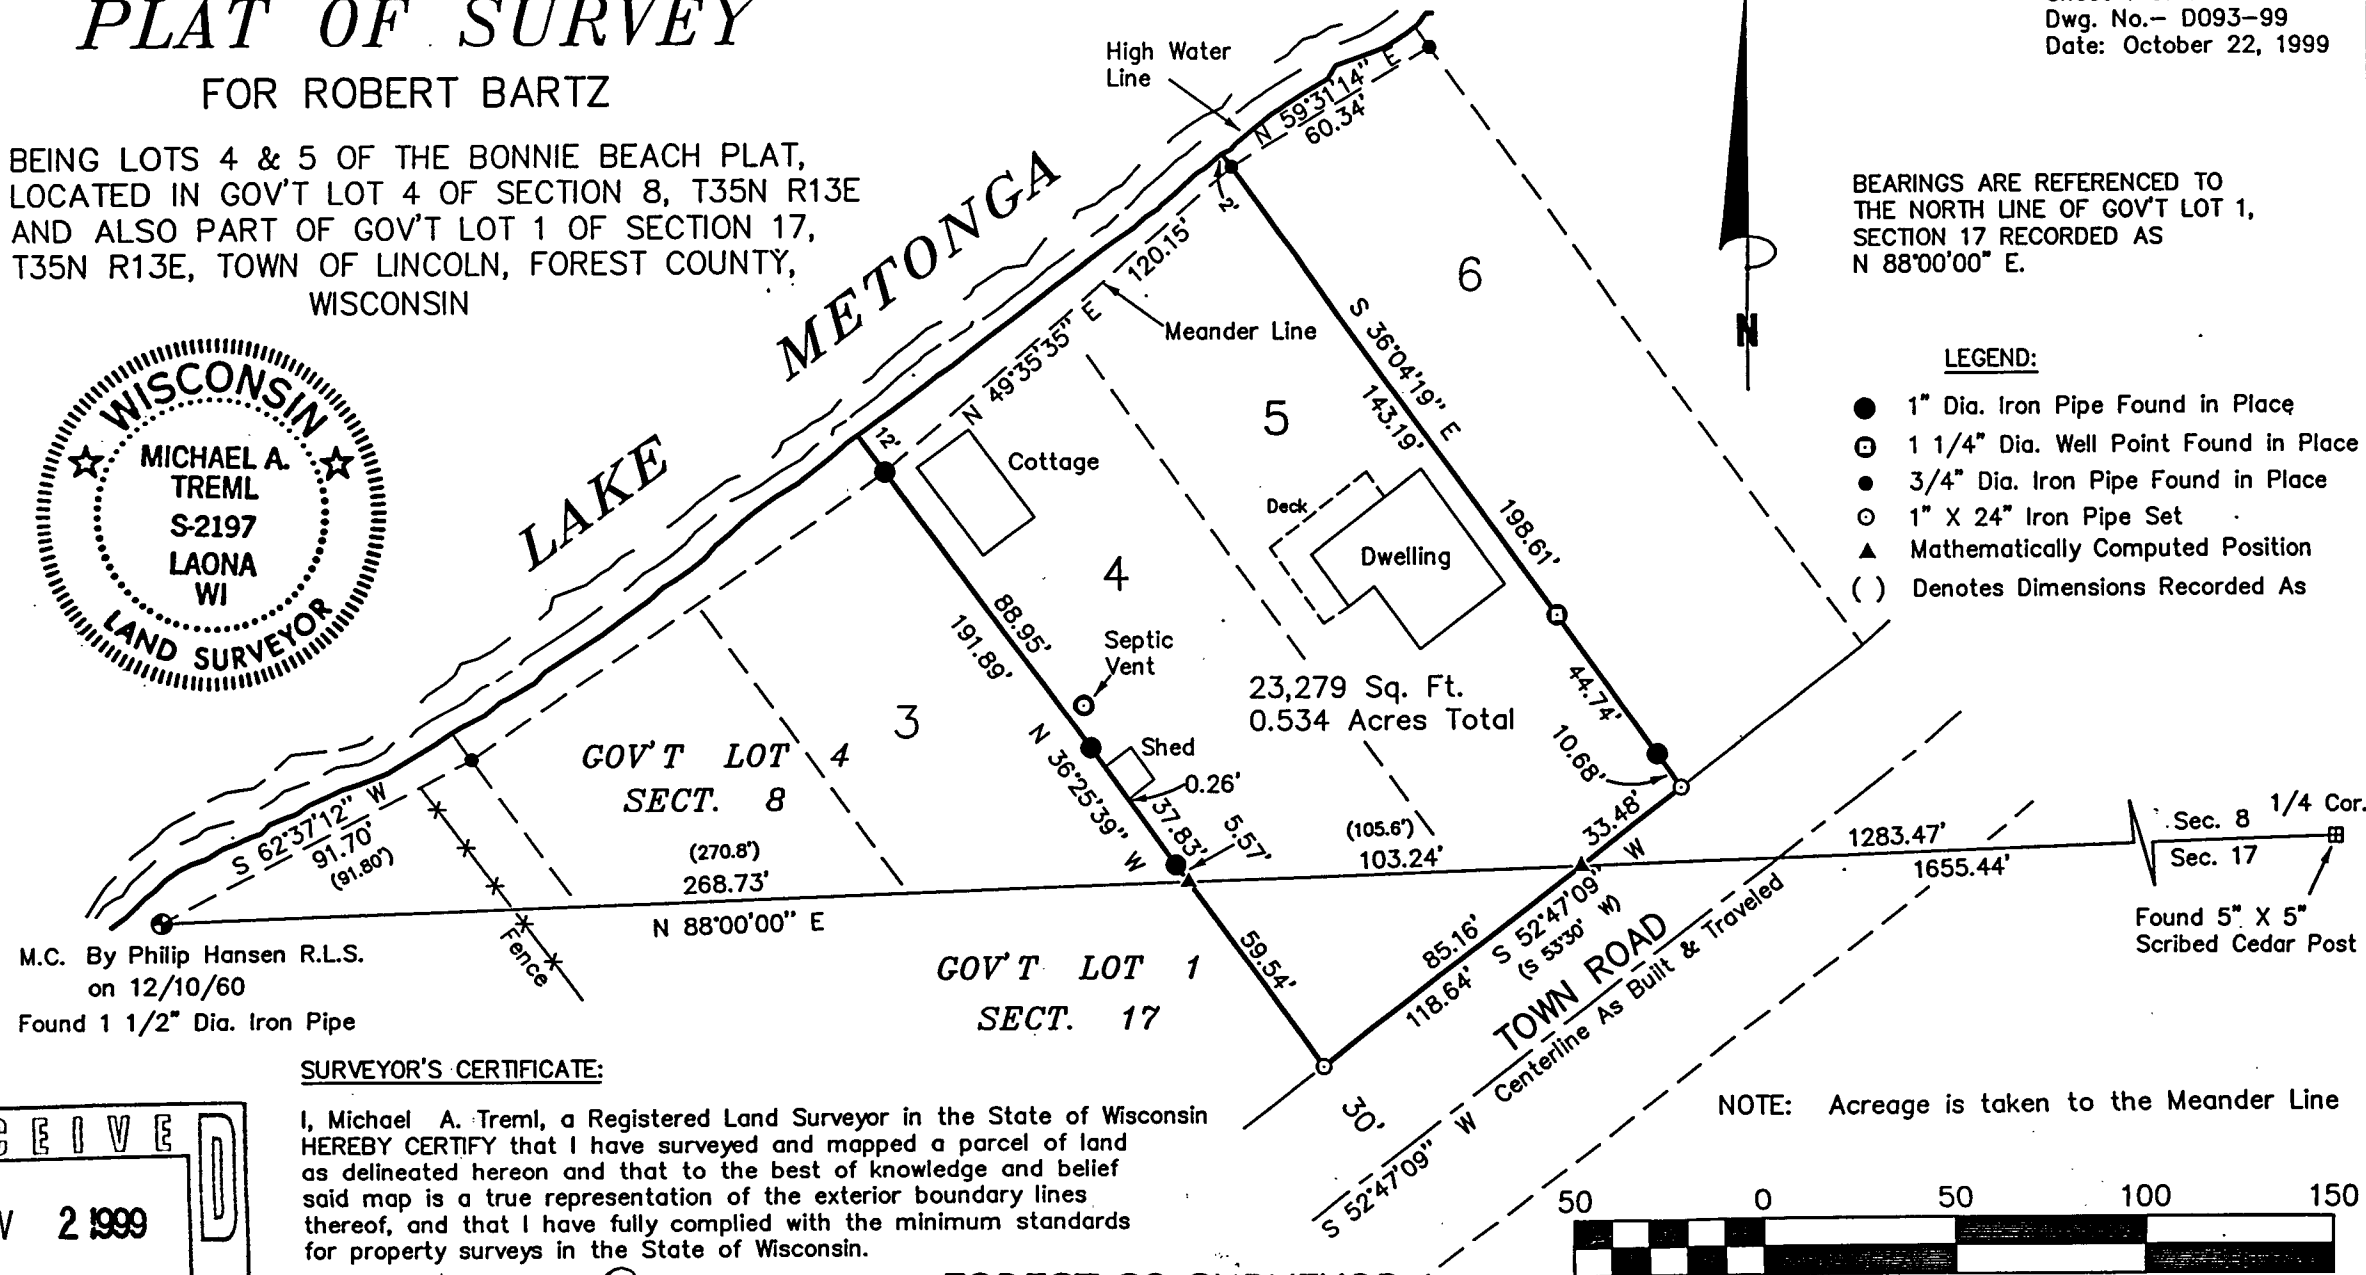 PLAT OF SURVEY
FOR ROBERT BARTZ
BEING LOTS 4 & 5 OF THE BONNIE BEACH PLAT,
LOCATED IN GOV'T LOT 4 OF SECTION 8, T35N R13E
AND ALSO PART OF GOV'T LOT 1 OF SECTION 17,
T35N R13E, TOWN OF LINCOLN, FOREST COUNTY,
WISCONSIN
Dwg. No.- D093-99
Date: October 22, 1999
BEARINGS ARE REFERENCED TO
THE NORTH LINE OF GOV'T LOT 1,
SECTION 17 RECORDED AS
N 88°00'00" E.
N
LEGEND:
1" Dia. Iron Pipe Found in Place
1 1/4" Dia. Well Point Found in Place
3/4" Dia. Iron Pipe Found in Place
1" X 24" Iron Pipe Set
Mathematically Computed Position
( ) Denotes Dimensions Recorded As
WISCONSIN
MICHAEL A.
TREML
S-2197
LAONA
WI
LAND SURVEYOR
High Water
Line
N 59°31'14" E
60.34'
2'
LAKE METONGA
N 49°35'35" E
120.15'
Meander Line
12'
Cottage
S 36°04'19" E
143.19'
198.61'
44.74'
10.68'
6
5
4
3
Deck
Dwelling
88.95'
191.89'
N 36°25'39" W
Septic
Vent
Shed
0.26'
37.83'
5.57'
23,279 Sq. Ft.
0.534 Acres Total
GOV'T LOT 4
SECT. 8
S 62°37'12" W
91.70'
(91.80')
(270.8')
268.73'
N 88°00'00" E
(105.6')
103.24'
33.48'
1283.47'
1655.44'
Sec. 8
Sec. 17
1/4 Cor.
Found 5" X 5"
Scribed Cedar Post
M.C. By Philip Hansen R.L.S.
on 12/10/60
Found 1 1/2" Dia. Iron Pipe
Fence
GOV'T LOT 1
SECT. 17
59.54'
85.16'
118.64'
S 52°47'09" W
(S 53°30' W)
TOWN ROAD
Centerline As Built & Traveled
S 52°47'09" W
30'
SURVEYOR'S CERTIFICATE:
I, Michael A. Treml, a Registered Land Surveyor in the State of Wisconsin
HEREBY CERTIFY that I have surveyed and mapped a parcel of land
as delineated hereon and that to the best of knowledge and belief
said map is a true representation of the exterior boundary lines
thereof, and that I have fully complied with the minimum standards
for property surveys in the State of Wisconsin.
NOTE: Acreage is taken to the Meander Line
50 0 50 100 150
CEIVED
V 2 1999